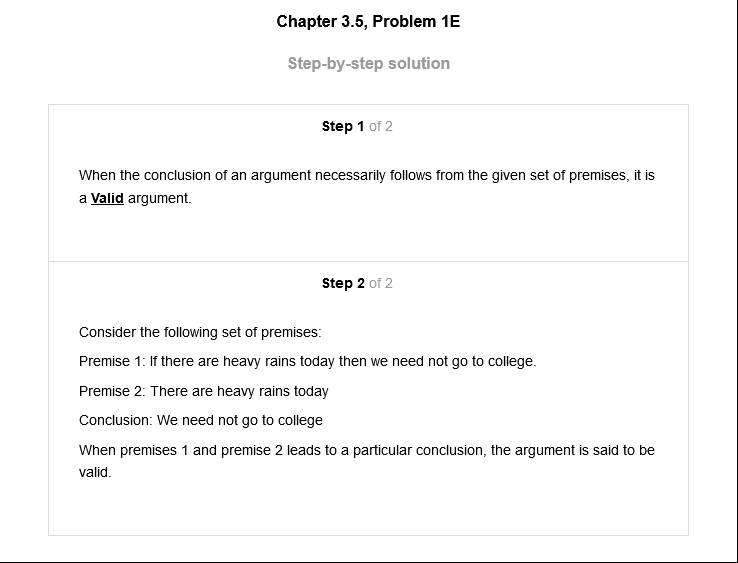 Chapter 3.5, Problem 1E
Step-by-step solution
Step 1 of 2
When the conclusion of an argument necessarily follows from the given set of premises, it is
a Valid argument.
Step 2 of 2
Consider the following set of premises:
Premise 1: If there are heavy rains today then we need not go to college.
Premise 2: There are heavy rains today
Conclusion: We need not go to college
When premises 1 and premise 2 leads to a particular conclusion, the argument is said to be
valid.